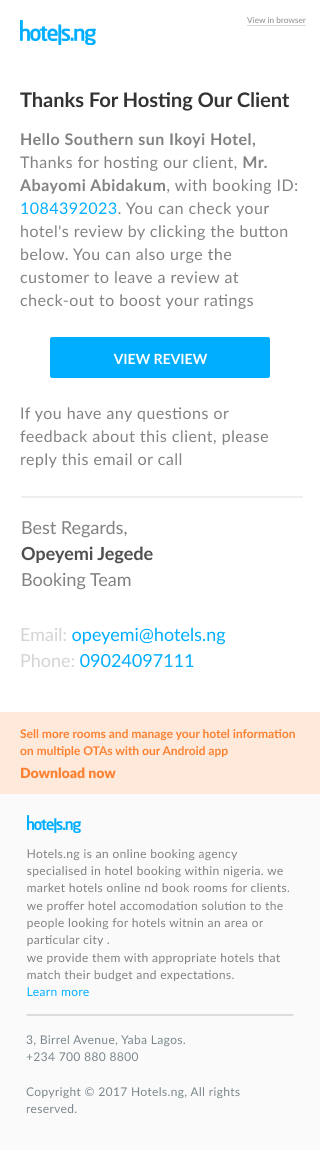 hotels.ng
View in browser
Thanks For Hosting Our Client
Hello Southern sun Ikoyi Hotel,
Thanks for hosting our client, Mr.
Abayomi Abidakum, with booking ID:
1084392023. You can check your
hotel's review by clicking the button
below. You can also urge the
customer to leave a review at
check-out to boost your ratings
VIEW REVIEW
If you have any questions or
feedback about this client, please
reply this email or call
Best Regards,
Opeyemi Jegede
Booking Team
Email: opeyemi@hotels.ng
Phone: 09024097111
Sell more rooms and manage your hotel information
on multiple OTAs with our Android app
Download now
hotels.ng
Hotels.ng is an online booking agency
specialised in hotel booking within nigeria. we
market hotels online nd book rooms for clients.
we proffer hotel accomodation solution to the
people looking for hotels witnin an area or
particular city .
we provide them with appropriate hotels that
match their budget and expectations.
Learn more
3, Birrel Avenue, Yaba Lagos.
+234 700 880 8800
Copyright © 2017 Hotels.ng, All rights
reserved.